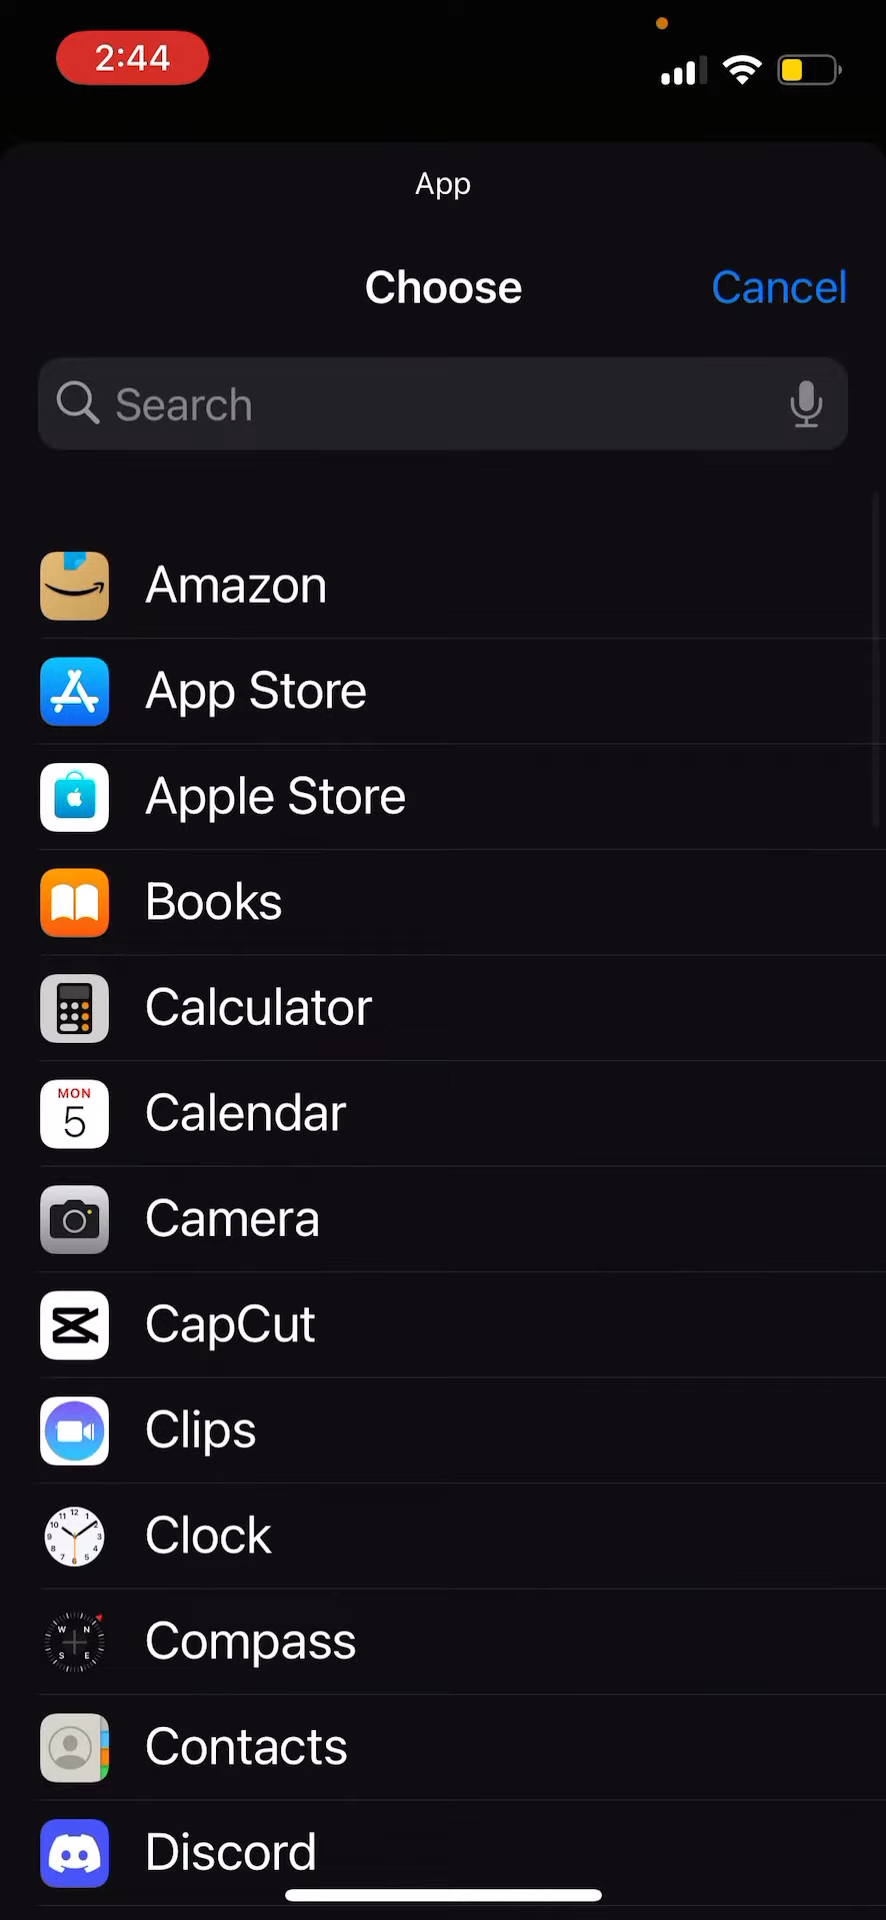 2:44
App
Choose
Cancel
Search
Amazon
App Store
Apple Store
Books
Calculator
MON
5
Calendar
Camera
CapCut
Clips
Clock
W N
S E
Compass
Contacts
Discord